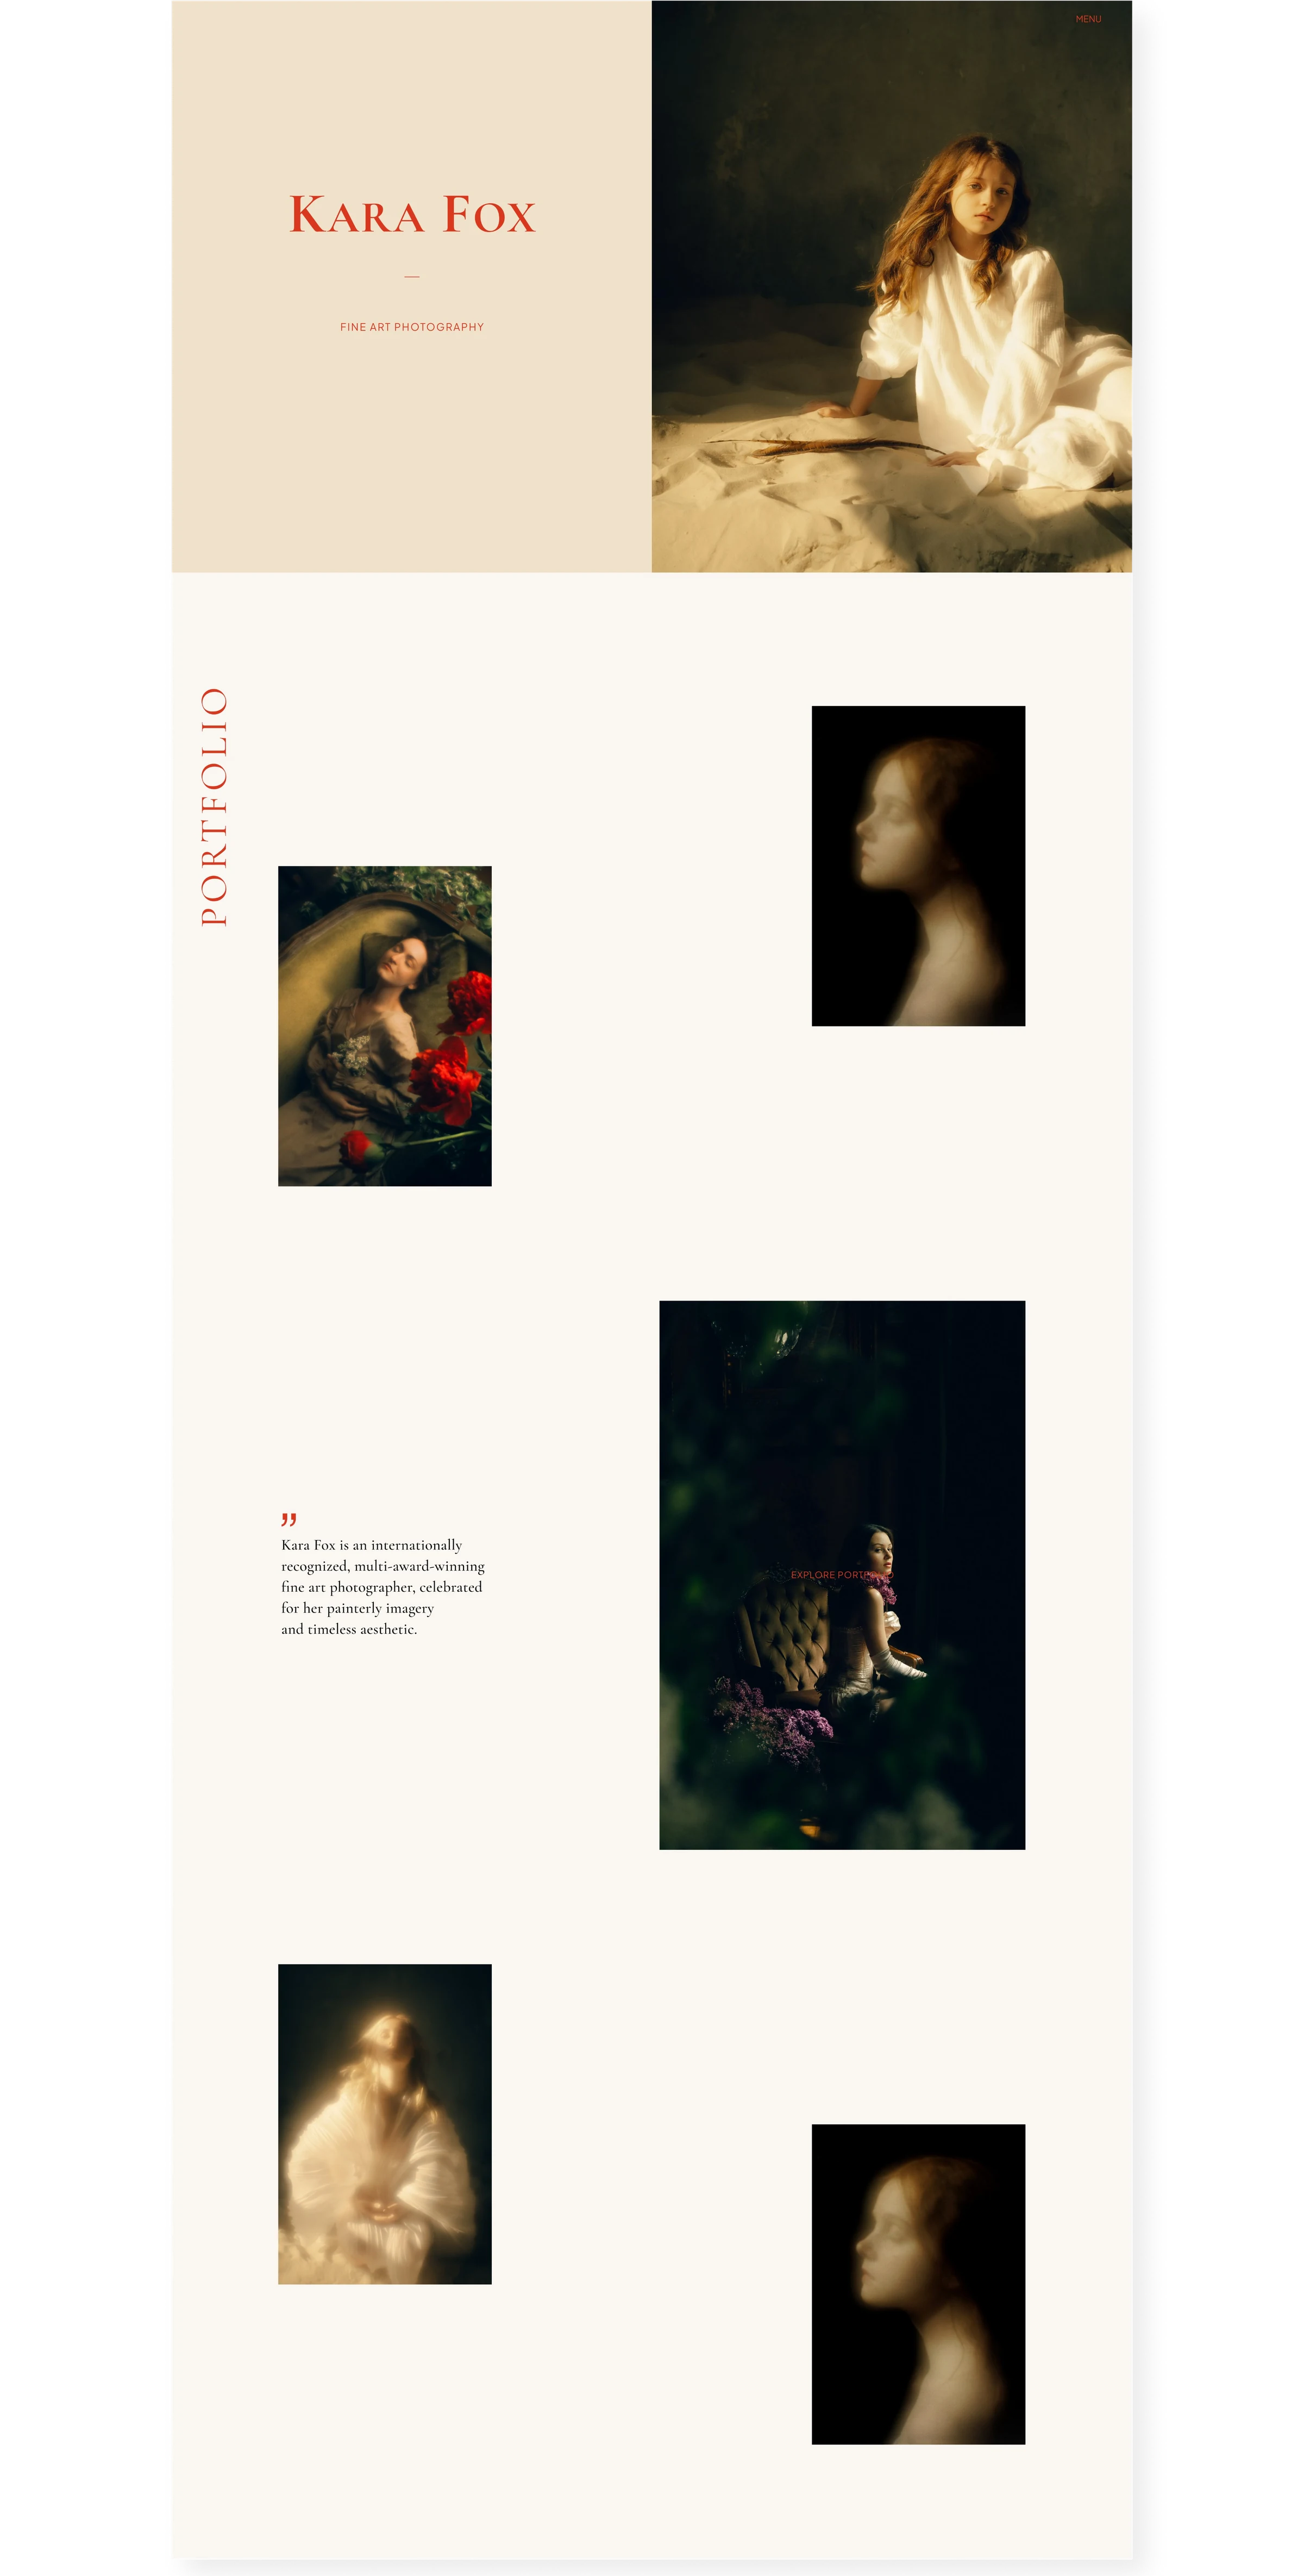 MENU
Kara Fox
FINE ART PHOTOGRAPHY
PORTFOLIO
”
Kara Fox is an internationally
recognized, multi-award-winning
fine art photographer, celebrated
for her painterly imagery
and timeless aesthetic.
EXPLORE PORTFOLIO